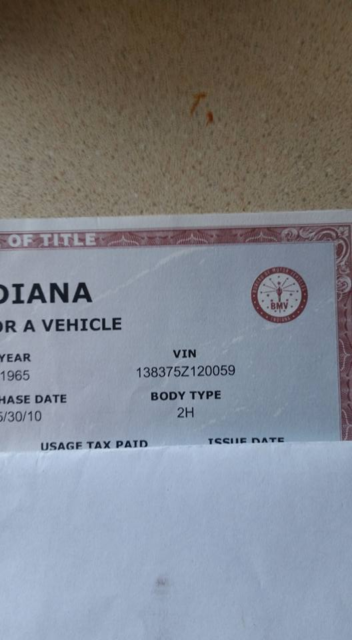 OF TITLE
DIANA
OR A VEHICLE
YEAR VIN
1965 138375Z120059
HASE DATE BODY TYPE
5/30/10 2H
USAGE TAX PAID ISSUE DATE
BMV